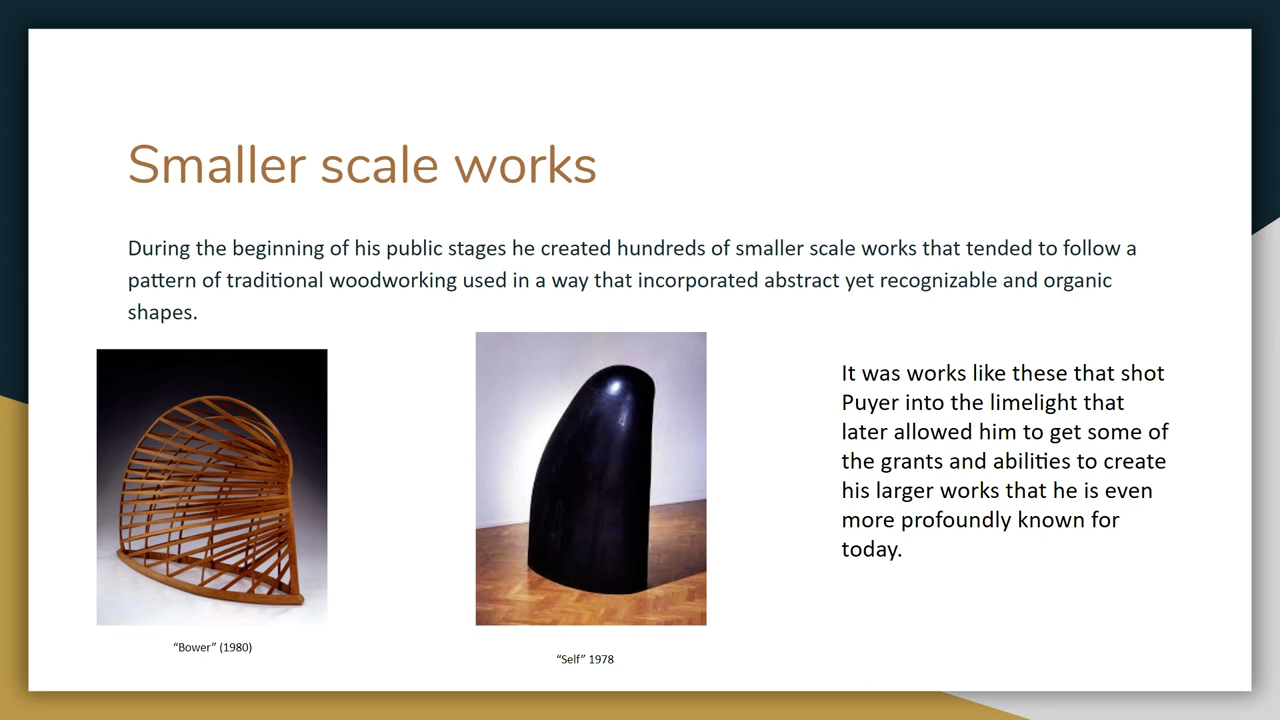 Smaller scale works
During the beginning of his public stages he created hundreds of smaller scale works that tended to follow a
pattern of traditional woodworking used in a way that incorporated abstract yet recognizable and organic
shapes.
It was works like these that shot
Puyer into the limelight that
later allowed him to get some of
the grants and abilities to create
his larger works that he is even
more profoundly known for
today.
“Bower” (1980)
“Self” 1978